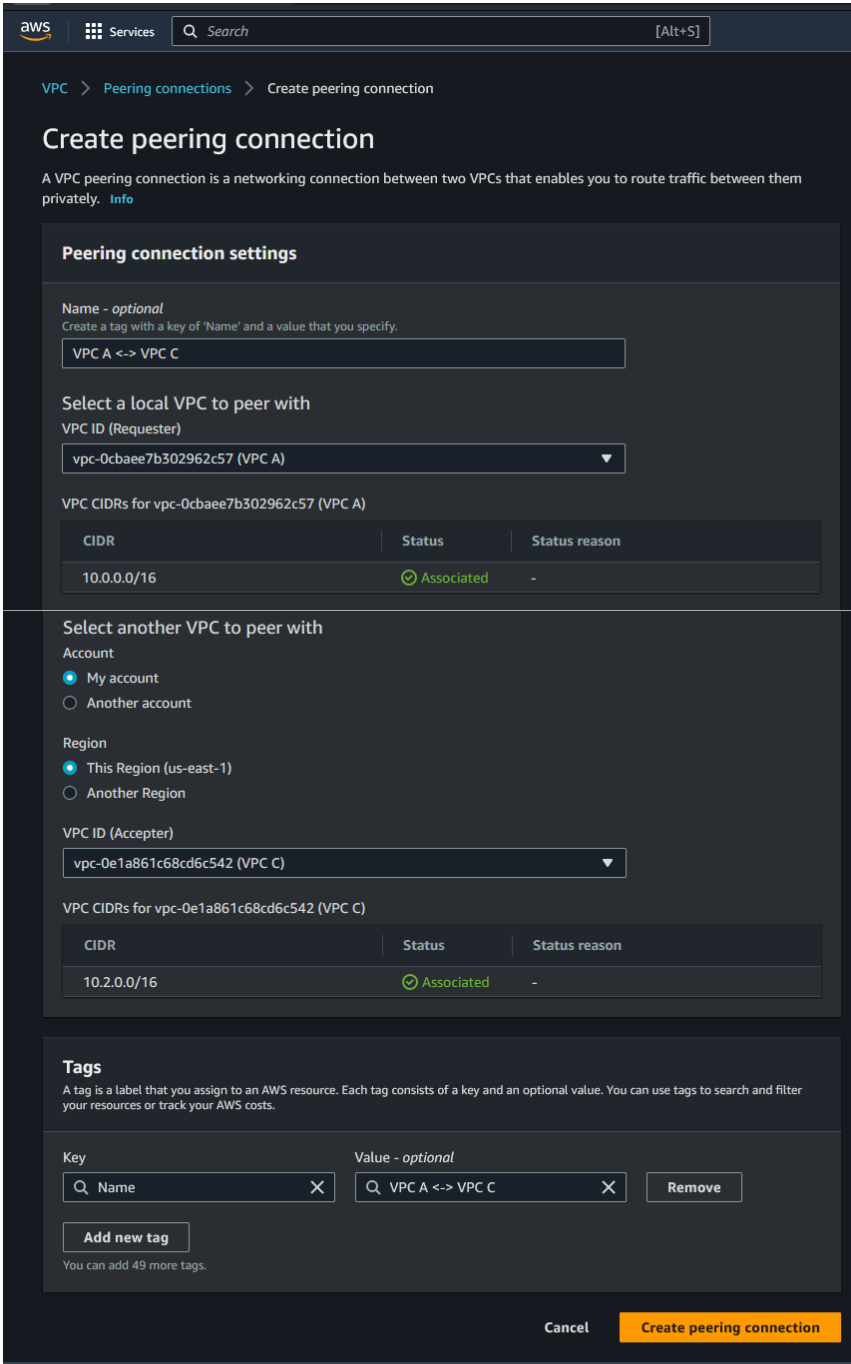 aws Services Search [Alt+S]
VPC > Peering connections > Create peering connection
Create peering connection
A VPC peering connection is a networking connection between two VPCs that enables you to route traffic between them
privately. Info
Peering connection settings
Name - optional
Create a tag with a key of 'Name' and a value that you specify.
VPC A <-> VPC C
Select a local VPC to peer with
VPC ID (Requester)
vpc-0cbaee7b302962c57 (VPC A)
VPC CIDRs for vpc-0cbaee7b302962c57 (VPC A)
CIDR Status Status reason
10.0.0.0/16 Associated -
Select another VPC to peer with
Account
My account
Another account
Region
This Region (us-east-1)
Another Region
VPC ID (Accepter)
vpc-0e1a861c68cd6c542 (VPC C)
VPC CIDRs for vpc-0e1a861c68cd6c542 (VPC C)
CIDR Status Status reason
10.2.0.0/16 Associated -
Tags
A tag is a label that you assign to an AWS resource. Each tag consists of a key and an optional value. You can use tags to search and filter
your resources or track your AWS costs.
Key Value - optional
Name VPC A <-> VPC C Remove
Add new tag
You can add 49 more tags.
Cancel Create peering connection